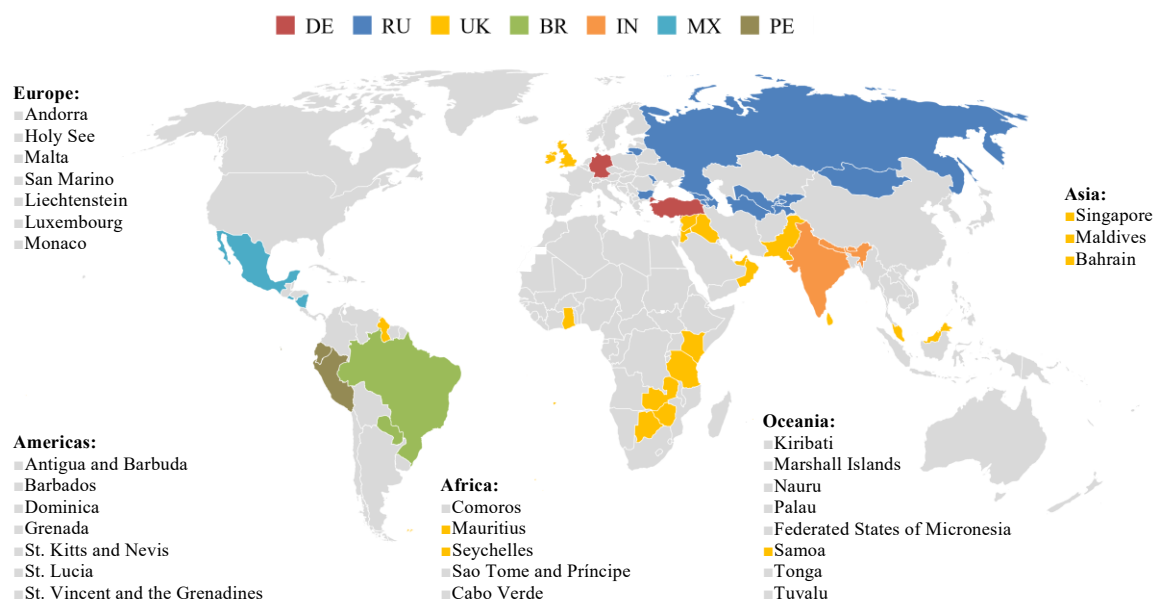 DE RU UK BR IN MX PE
Europe:
Andorra
Holy See
Malta
San Marino
Liechtenstein
Luxembourg
Monaco
Asia:
Singapore
Maldives
Bahrain
Americas:
Antigua and Barbuda
Barbados
Dominica
Grenada
St. Kitts and Nevis
St. Lucia
St. Vincent and the Grenadines
Africa:
Comoros
Mauritius
Seychelles
Sao Tome and Príncipe
Cabo Verde
Oceania:
Kiribati
Marshall Islands
Nauru
Palau
Federated States of Micronesia
Samoa
Tonga
Tuvalu